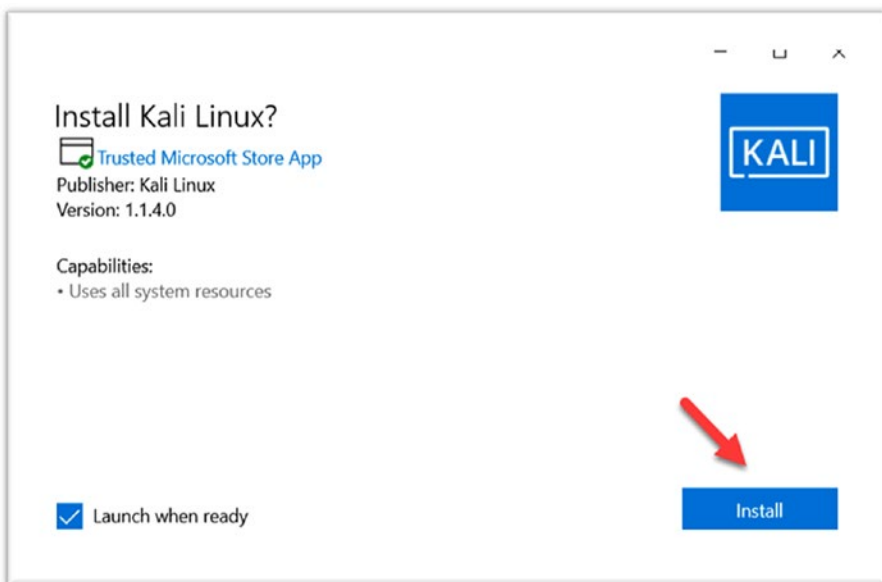 Install Kali Linux?
KALI
Trusted Microsoft Store App
Publisher: Kali Linux
Version: 1.1.4.0
Capabilities:
• Uses all system resources
Launch when ready
Install